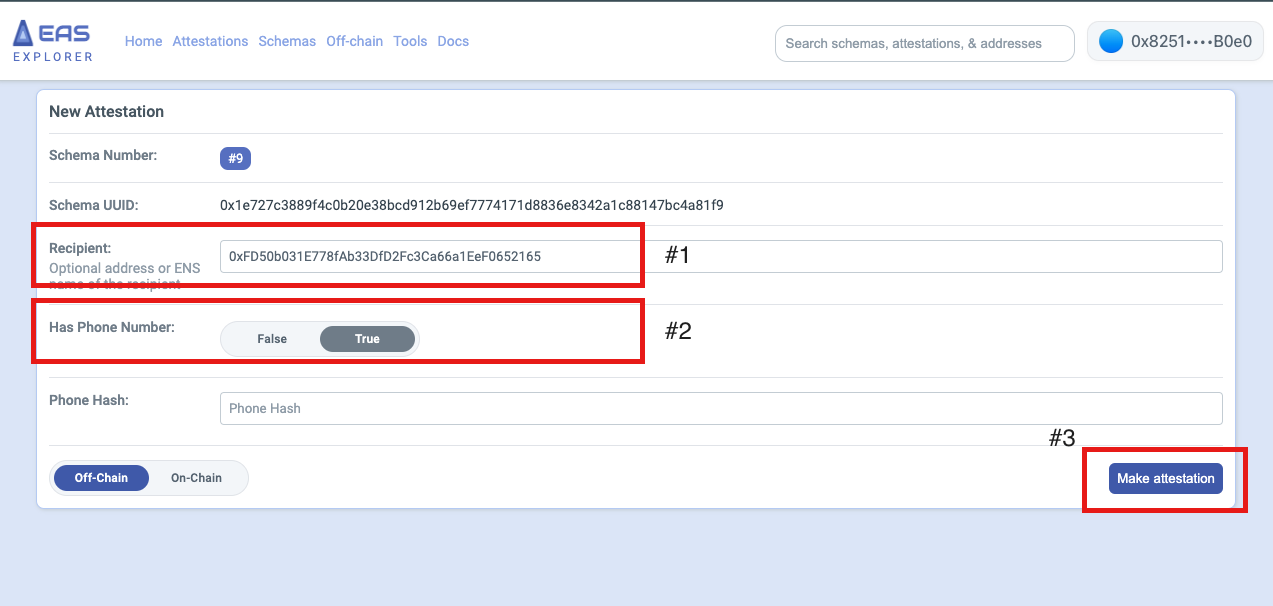 EAS
EXPLORER
Home Attestations Schemas Off-chain Tools Docs
Search schemas, attestations, & addresses
0x8251••••B0e0
New Attestation
Schema Number:
#9
Schema UUID:
0x1e727c3889f4c0b20e38bcd912b69ef7774171d8836e8342a1c88147bc4a81f9
Recipient:
Optional address or ENS
name of the recipient
0xFD50b031E778fAb33DfD2Fc3Ca66a1EeF0652165
#1
Has Phone Number:
False True
#2
Phone Hash:
Phone Hash
#3
Off-Chain On-Chain
Make attestation